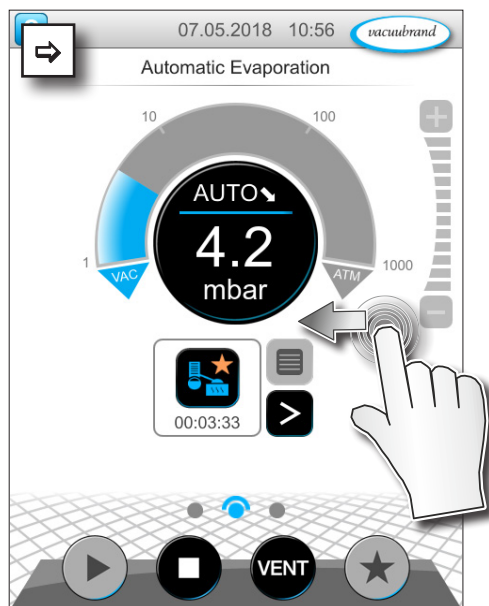 07.05.2018 10:56 vacuubrand
Automatic Evaporation
10 100
AUTO
4.2
mbar
1 1000
VAC ATM
00:03:33
VENT